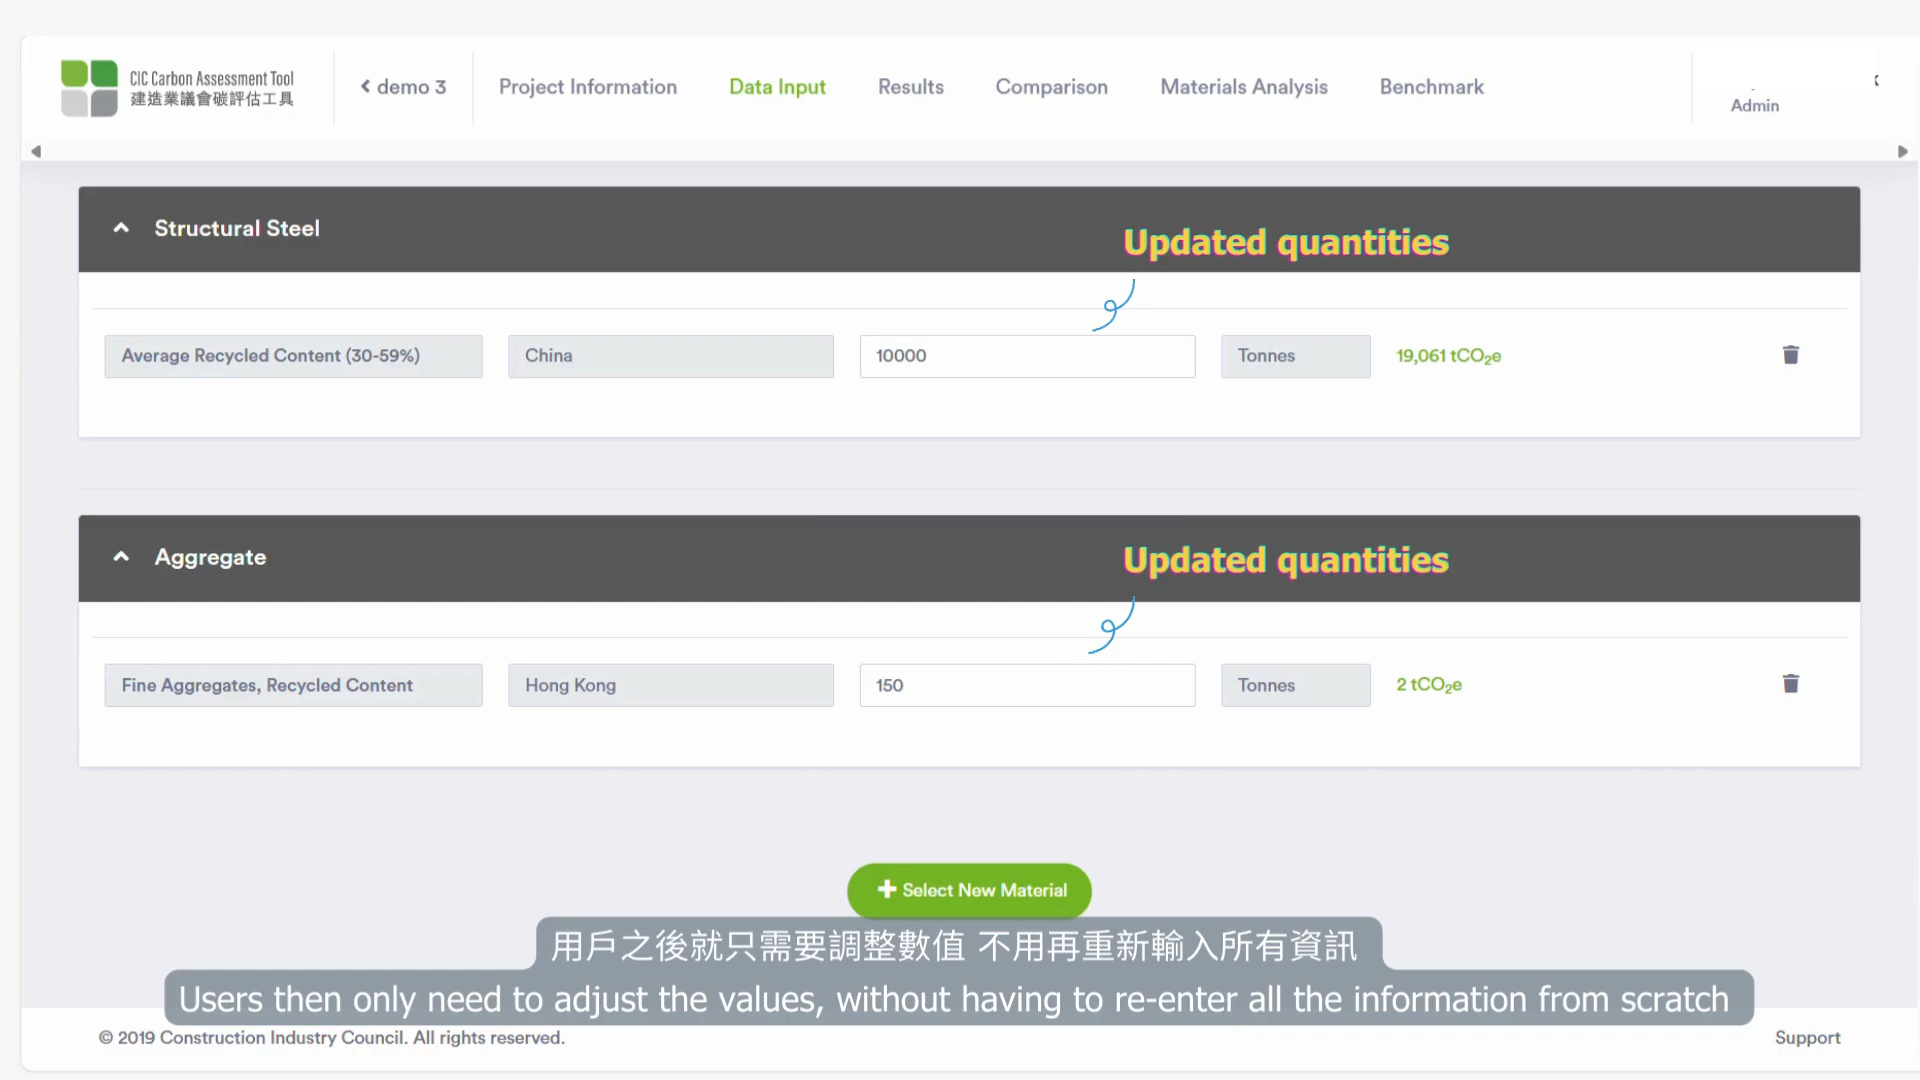 CIC Carbon Assessment Tool
建造業議會碳評估工具
demo 3
Project Information
Data Input
Results
Comparison
Materials Analysis
Benchmark
Admin
Structural Steel
Updated quantities
Average Recycled Content (30-59%)
China
10000
Tonnes
19,061 tCO₂e
Aggregate
Updated quantities
Fine Aggregates, Recycled Content
Hong Kong
150
Tonnes
2 tCO₂e
Select New Material
用戶之後就只需要調整數值 不用再重新輸入所有資訊
Users then only need to adjust the values, without having to re-enter all the information from scratch
© 2019 Construction Industry Council. All rights reserved.
Support